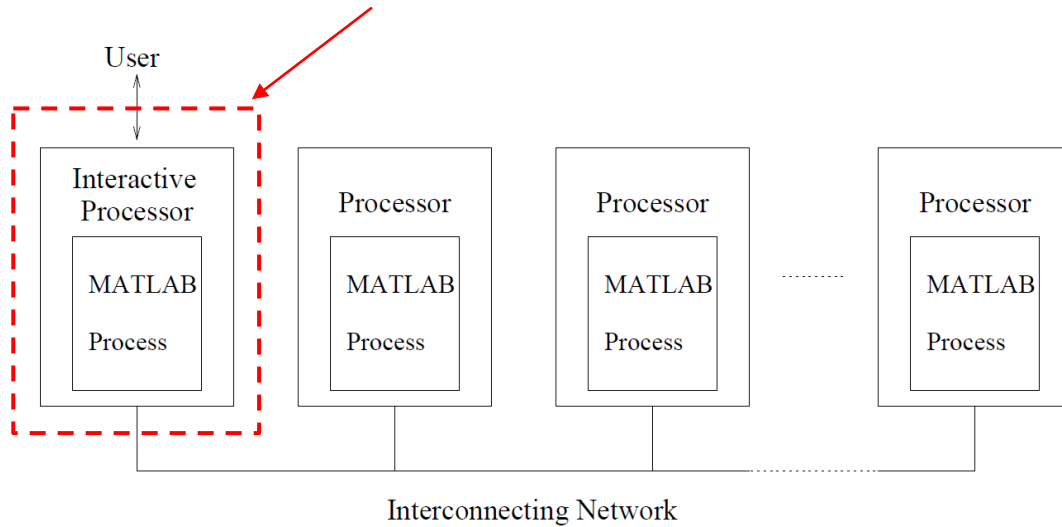 User
Interactive
Processor
MATLAB
Process
Processor
MATLAB
Process
Processor
MATLAB
Process
Processor
MATLAB
Process
Interconnecting Network